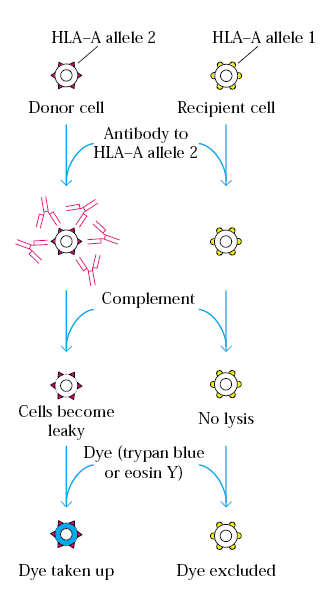 HLA–A allele 2
HLA–A allele 1
Donor cell
Recipient cell
Antibody to
HLA–A allele 2
Complement
Cells become
leaky
No lysis
Dye (trypan blue
or eosin Y)
Dye taken up
Dye excluded